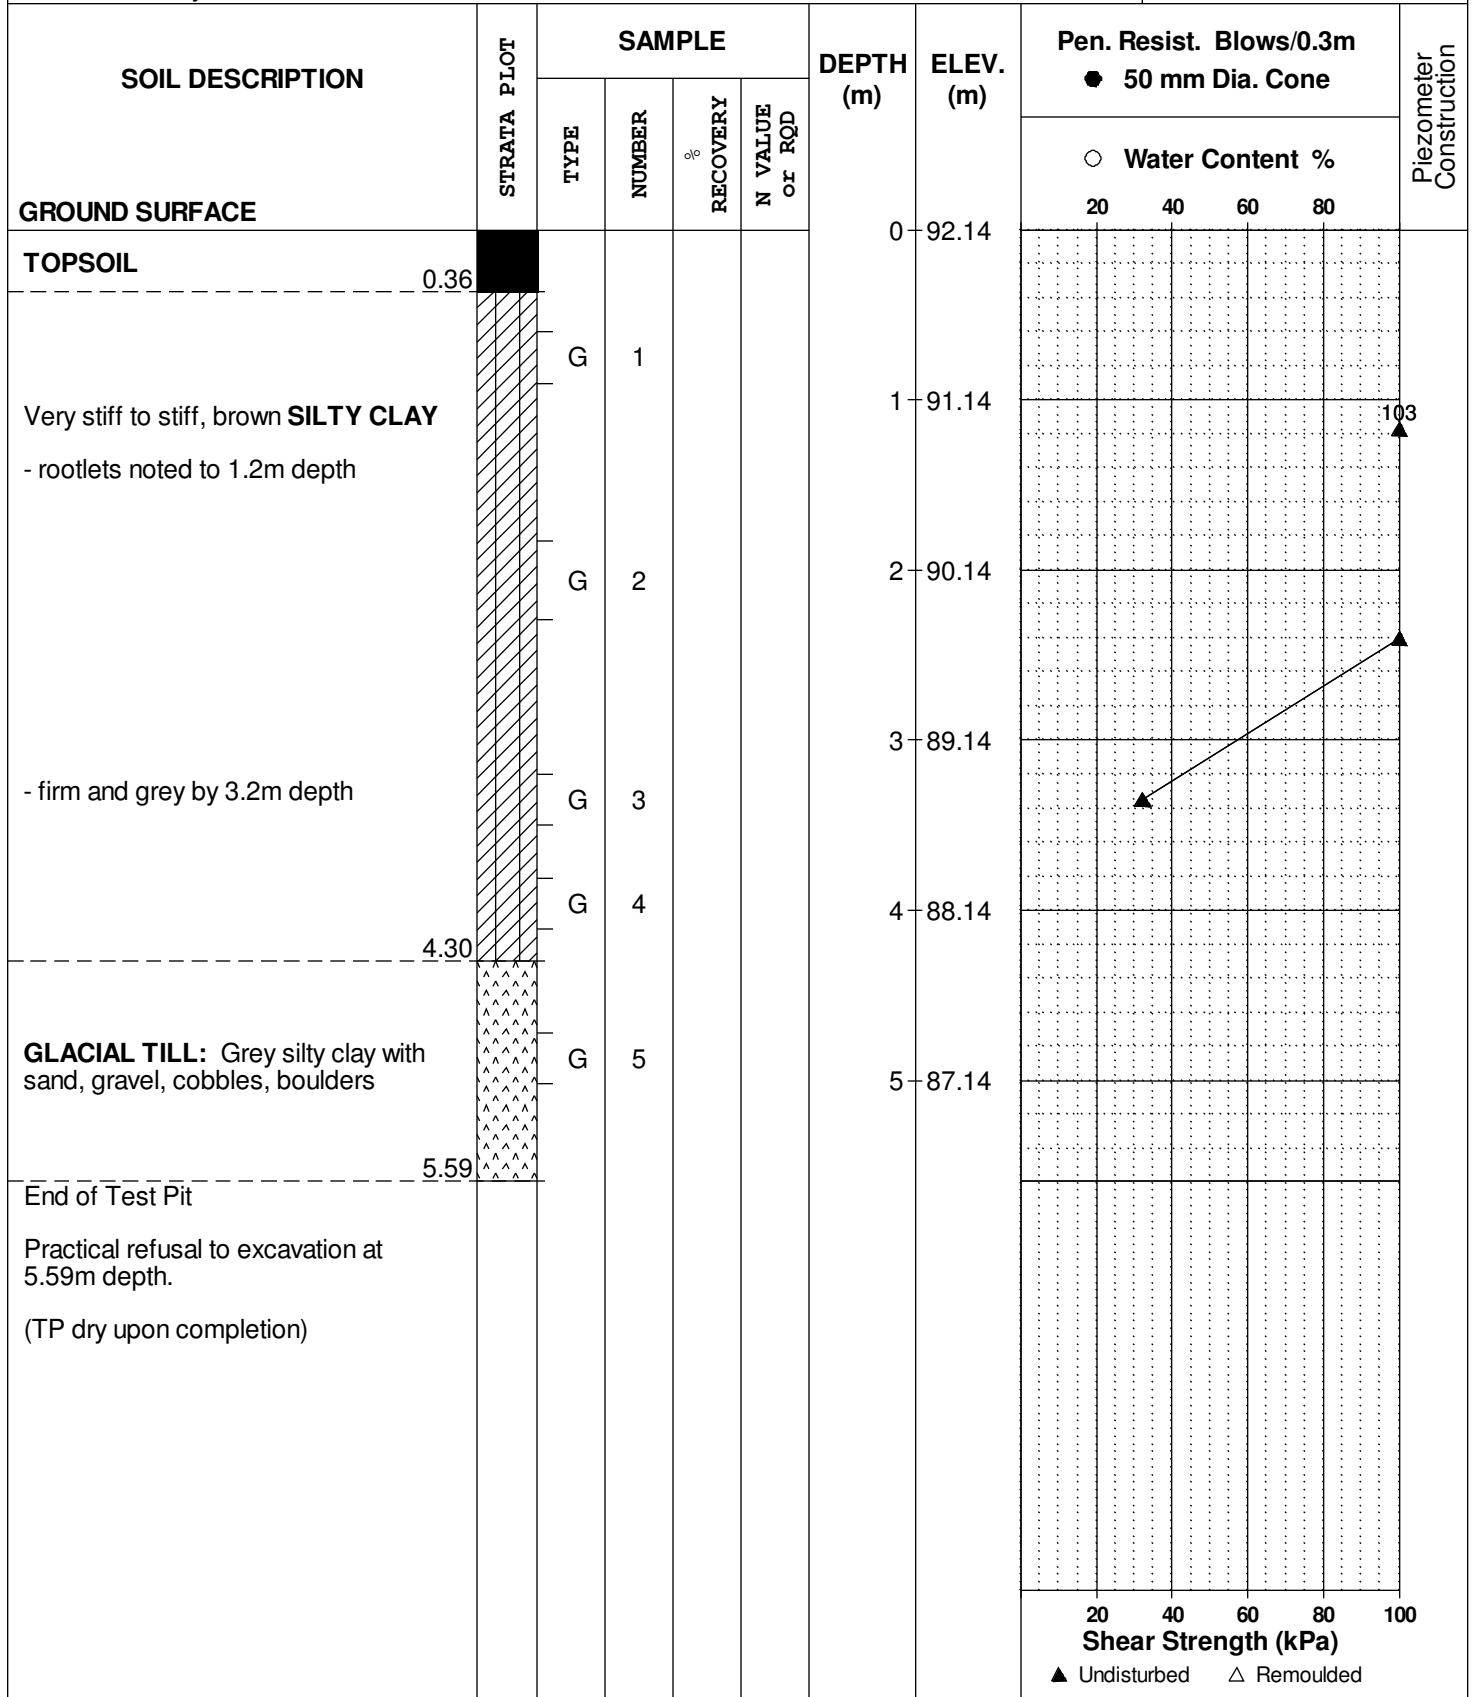 SOIL DESCRIPTION
GROUND SURFACE
STRATA PLOT
SAMPLE
TYPE
NUMBER
%
RECOVERY
N VALUE
or RQD
DEPTH
(m)
ELEV.
(m)
Pen. Resist. Blows/0.3m
● 50 mm Dia. Cone
○ Water Content %
20 40 60 80
Piezometer
Construction
0 92.14
TOPSOIL
0.36
G 1
1 91.14
103
Very stiff to stiff, brown SILTY CLAY
- rootlets noted to 1.2m depth
2 90.14
G 2
3 89.14
- firm and grey by 3.2m depth
G 3
G 4
4 88.14
4.30
GLACIAL TILL: Grey silty clay with
sand, gravel, cobbles, boulders
G 5
5 87.14
5.59
End of Test Pit
Practical refusal to excavation at
5.59m depth.
(TP dry upon completion)
20 40 60 80 100
Shear Strength (kPa)
▲ Undisturbed △ Remoulded